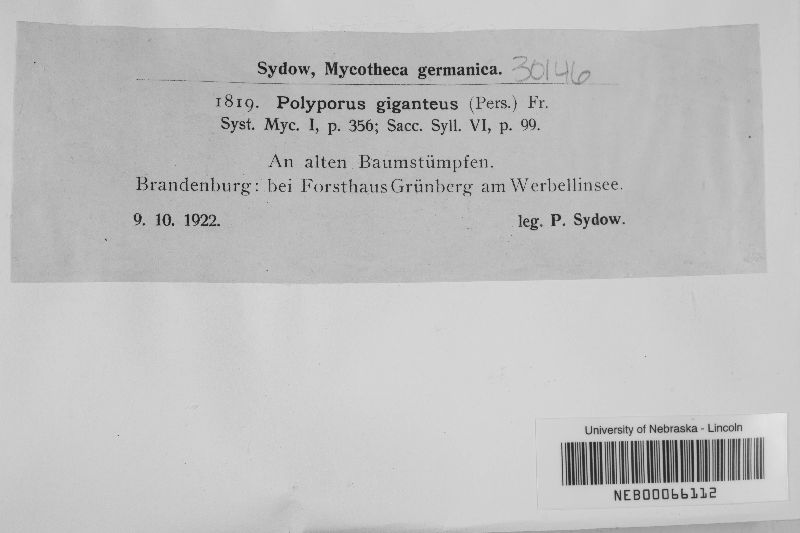 Sydow, Mycotheca germanica. 30146
1819. Polyporus giganteus (Pers.) Fr.
Syst. Myc. I, p. 356; Sacc. Syll. VI, p. 99.
An alten Baumstümpfen.
Brandenburg: bei Forsthaus Grünberg am Werbellinsee.
9. 10. 1922. leg. P. Sydow.
University of Nebraska - Lincoln
NEB00066112